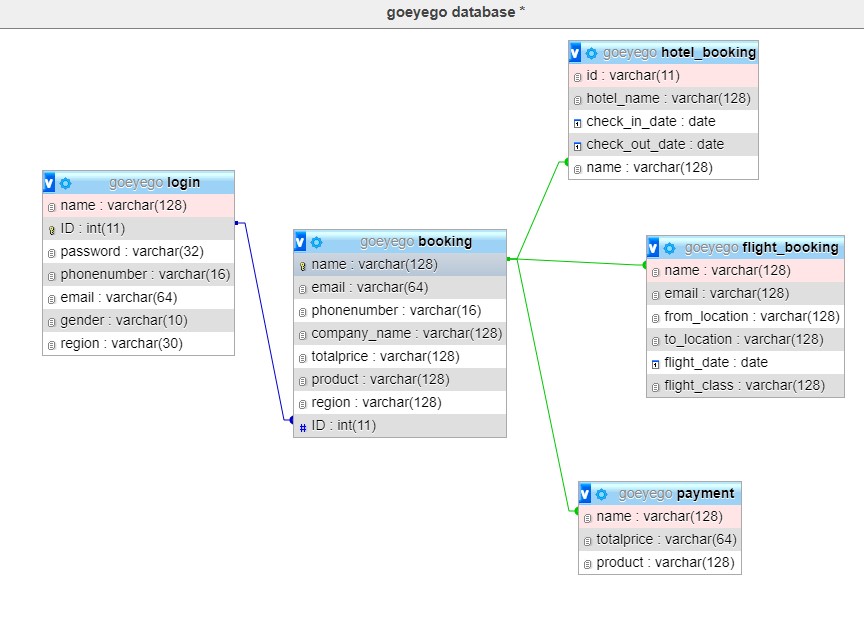 goeyego database *
goeyego hotel_booking
id : varchar(11)
hotel_name : varchar(128)
check_in_date : date
check_out_date : date
name : varchar(128)
goeyego login
name : varchar(128)
ID : int(11)
password : varchar(32)
phonenumber : varchar(16)
email : varchar(64)
gender : varchar(10)
region : varchar(30)
goeyego booking
name : varchar(128)
email : varchar(64)
phonenumber : varchar(16)
company_name : varchar(128)
totalprice : varchar(128)
product : varchar(128)
region : varchar(128)
# ID : int(11)
goeyego flight_booking
name : varchar(128)
email : varchar(128)
from_location : varchar(128)
to_location : varchar(128)
flight_date : date
flight_class : varchar(128)
goeyego payment
name : varchar(128)
totalprice : varchar(64)
product : varchar(128)